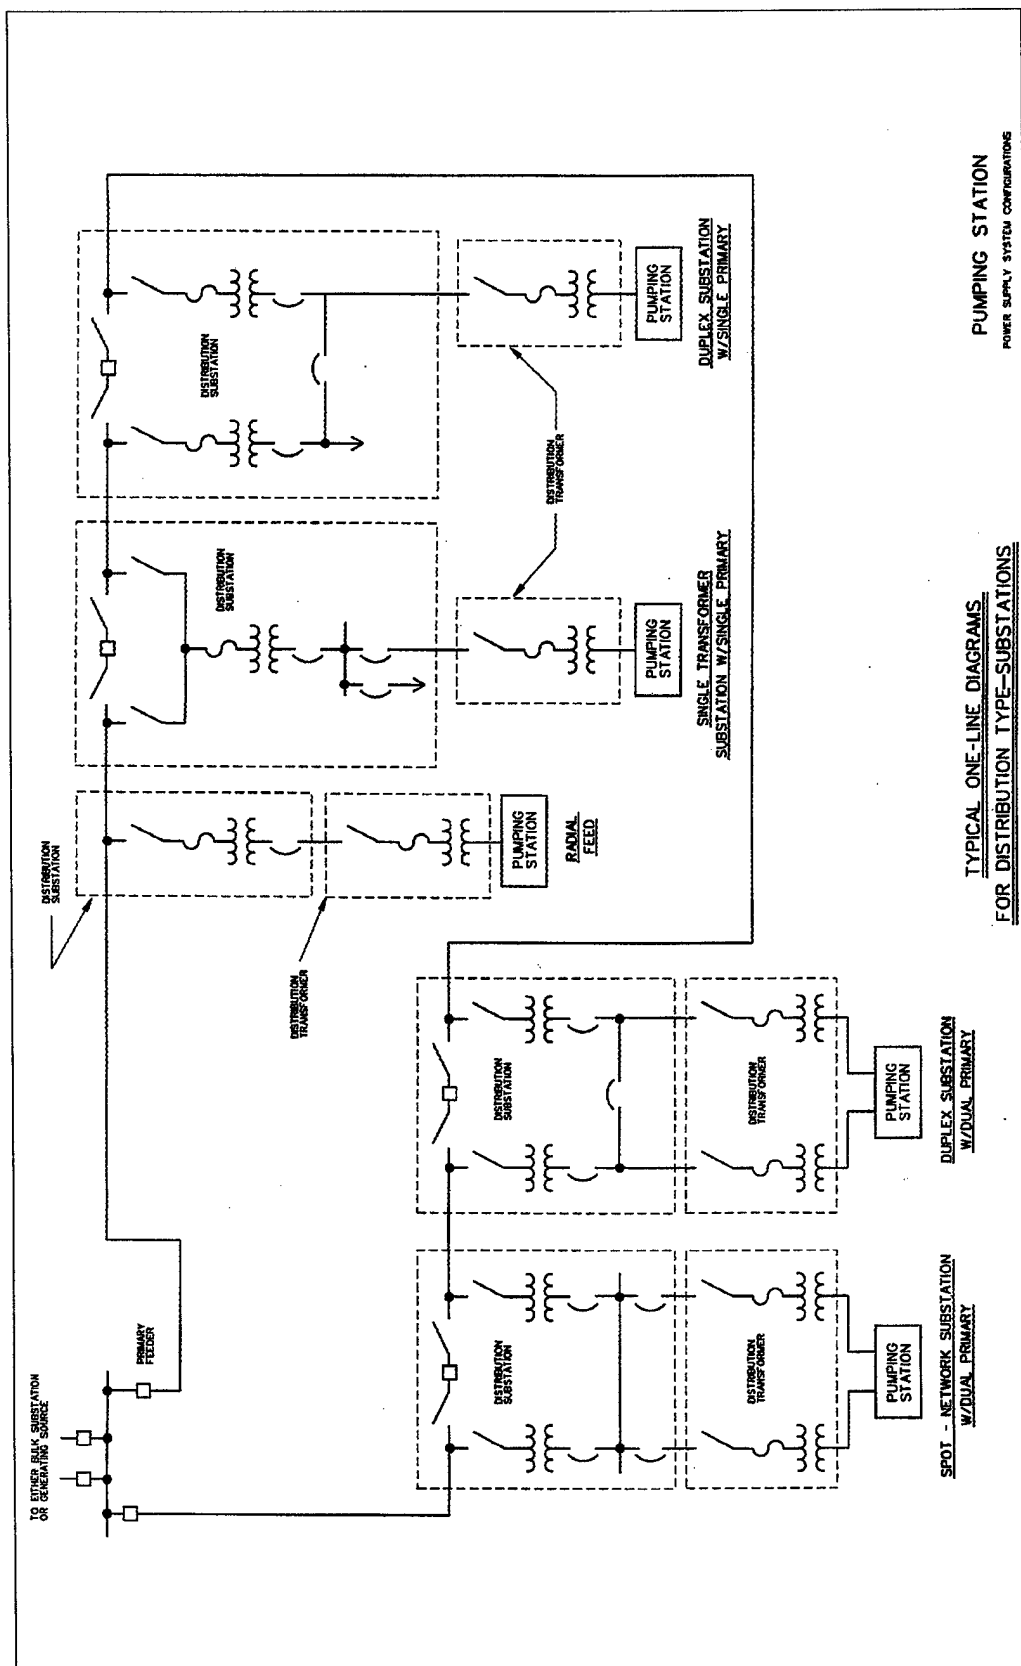 TO EITHER BULK SUBSTATION
OR GENERATING SOURCE
PRIMARY
FEEDER
DISTRIBUTION
SUBSTATION
DISTRIBUTION
TRANSFORMER
PUMPING
STATION
RADIAL
FEED
DISTRIBUTION
SUBSTATION
PUMPING
STATION
SINGLE TRANSFORMER
SUBSTATION W/SINGLE PRIMARY
DISTRIBUTION
TRANSFORMER
DISTRIBUTION
SUBSTATION
PUMPING
STATION
DUPLEX SUBSTATION
W/SINGLE PRIMARY
DISTRIBUTION
SUBSTATION
DISTRIBUTION
TRANSFORMER
PUMPING
STATION
SPOT - NETWORK SUBSTATION
W/DUAL PRIMARY
DISTRIBUTION
SUBSTATION
DISTRIBUTION
TRANSFORMER
PUMPING
STATION
DUPLEX SUBSTATION
W/DUAL PRIMARY
TYPICAL ONE-LINE DIAGRAMS
FOR DISTRIBUTION TYPE-SUBSTATIONS
PUMPING STATION
POWER SUPPLY SYSTEM CONFIGURATIONS